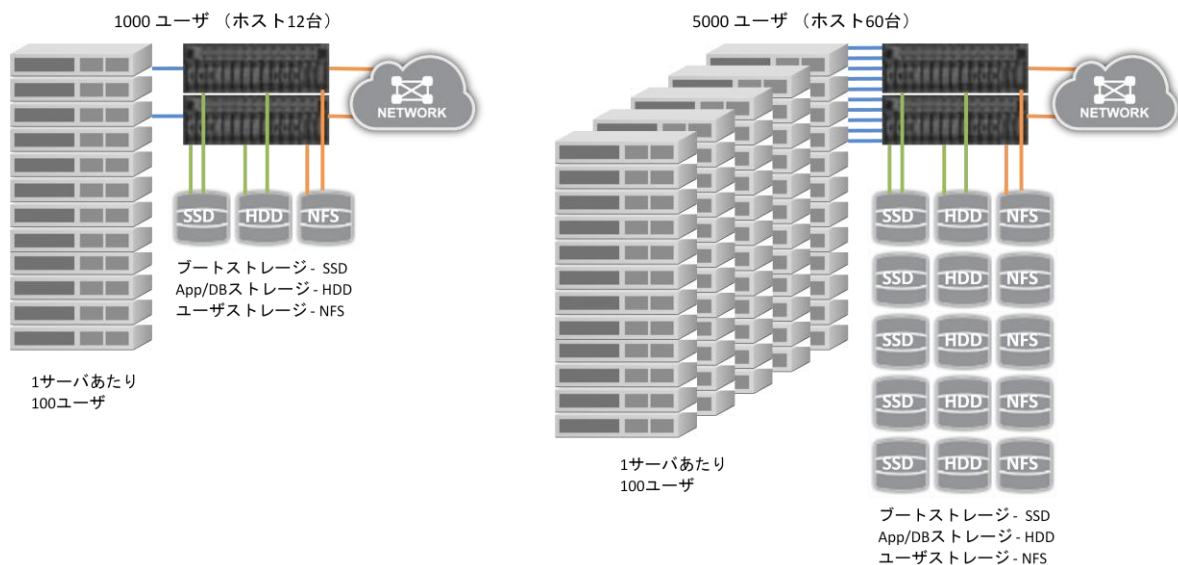 1000 ユーザ （ホスト12台）
NETWORK
SSD HDD NFS
ブートストレージ - SSD
App/DBストレージ - HDD
ユーザストレージ - NFS
1サーバあたり
100ユーザ
5000 ユーザ （ホスト60台）
NETWORK
SSD HDD NFS
SSD HDD NFS
SSD HDD NFS
SSD HDD NFS
SSD HDD NFS
1サーバあたり
100ユーザ
ブートストレージ - SSD
App/DBストレージ - HDD
ユーザストレージ - NFS